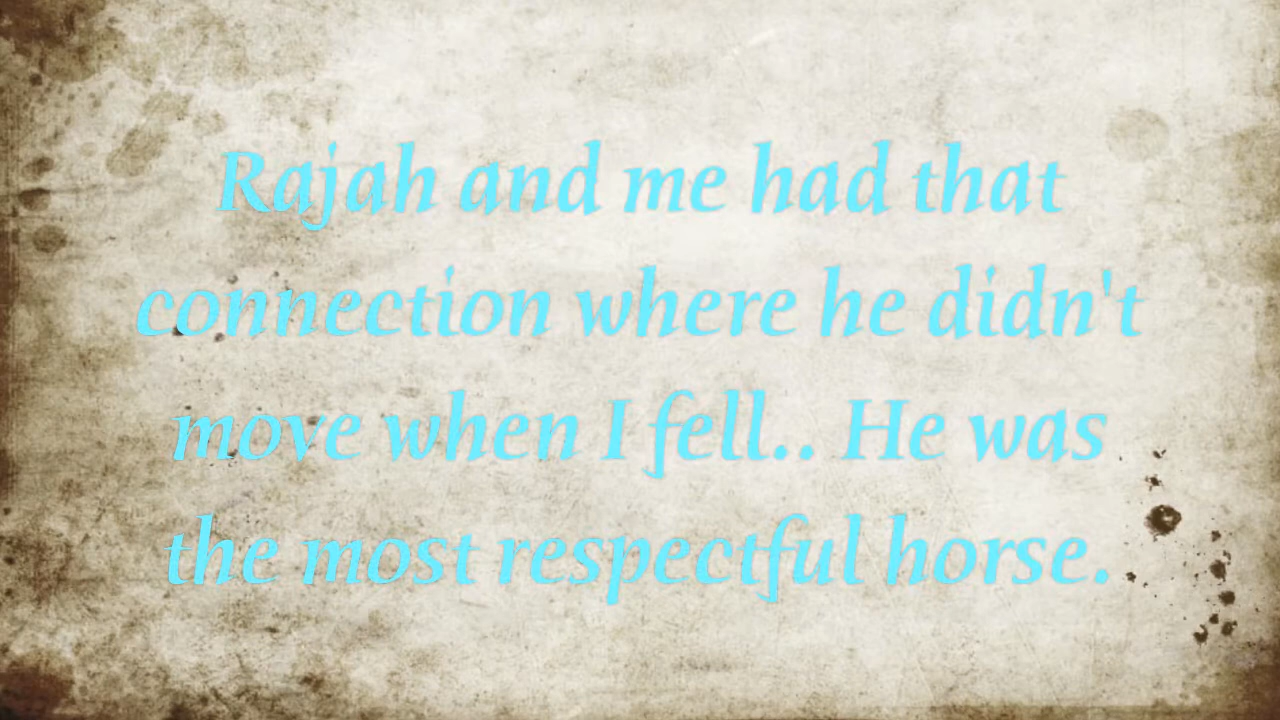 Rajah and me had that
connection where he didn't
move when I fell.. He was
the most respectful horse.